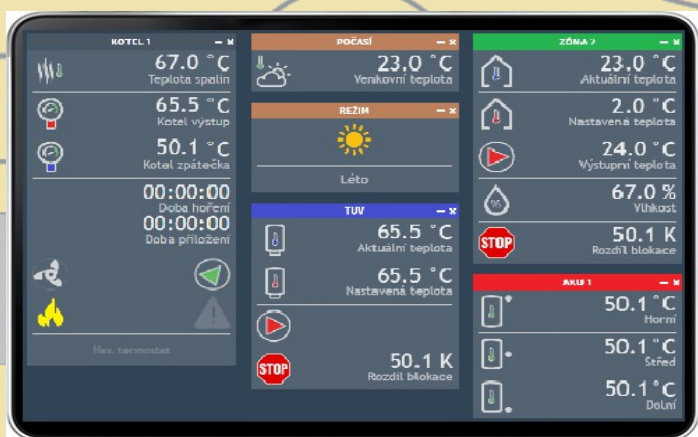 KOTEL 1
67.0 °C
Teplota spalin
65.5 °C
Kotel výstup
50.1 °C
Kotel zpátečka
00:00:00
Doba hoření
00:00:00
Doba přiložení
Hav. termostat
POČASÍ
23.0 °C
Venkovní teplota
REŽIM
Léto
TUV
65.5 °C
Aktuální teplota
65.5 °C
Nastavená teplota
STOP
50.1 K
Rozdíl blokace
ZÓNA 2
23.0 °C
Aktuální teplota
2.0 °C
Nastavená teplota
24.0 °C
Výstupní teplota
%
67.0 %
Vlhkost
STOP
50.1 K
Rozdíl blokace
AKU 1
50.1 °C
Horní
50.1 °C
Střed
50.1 °C
Dolní